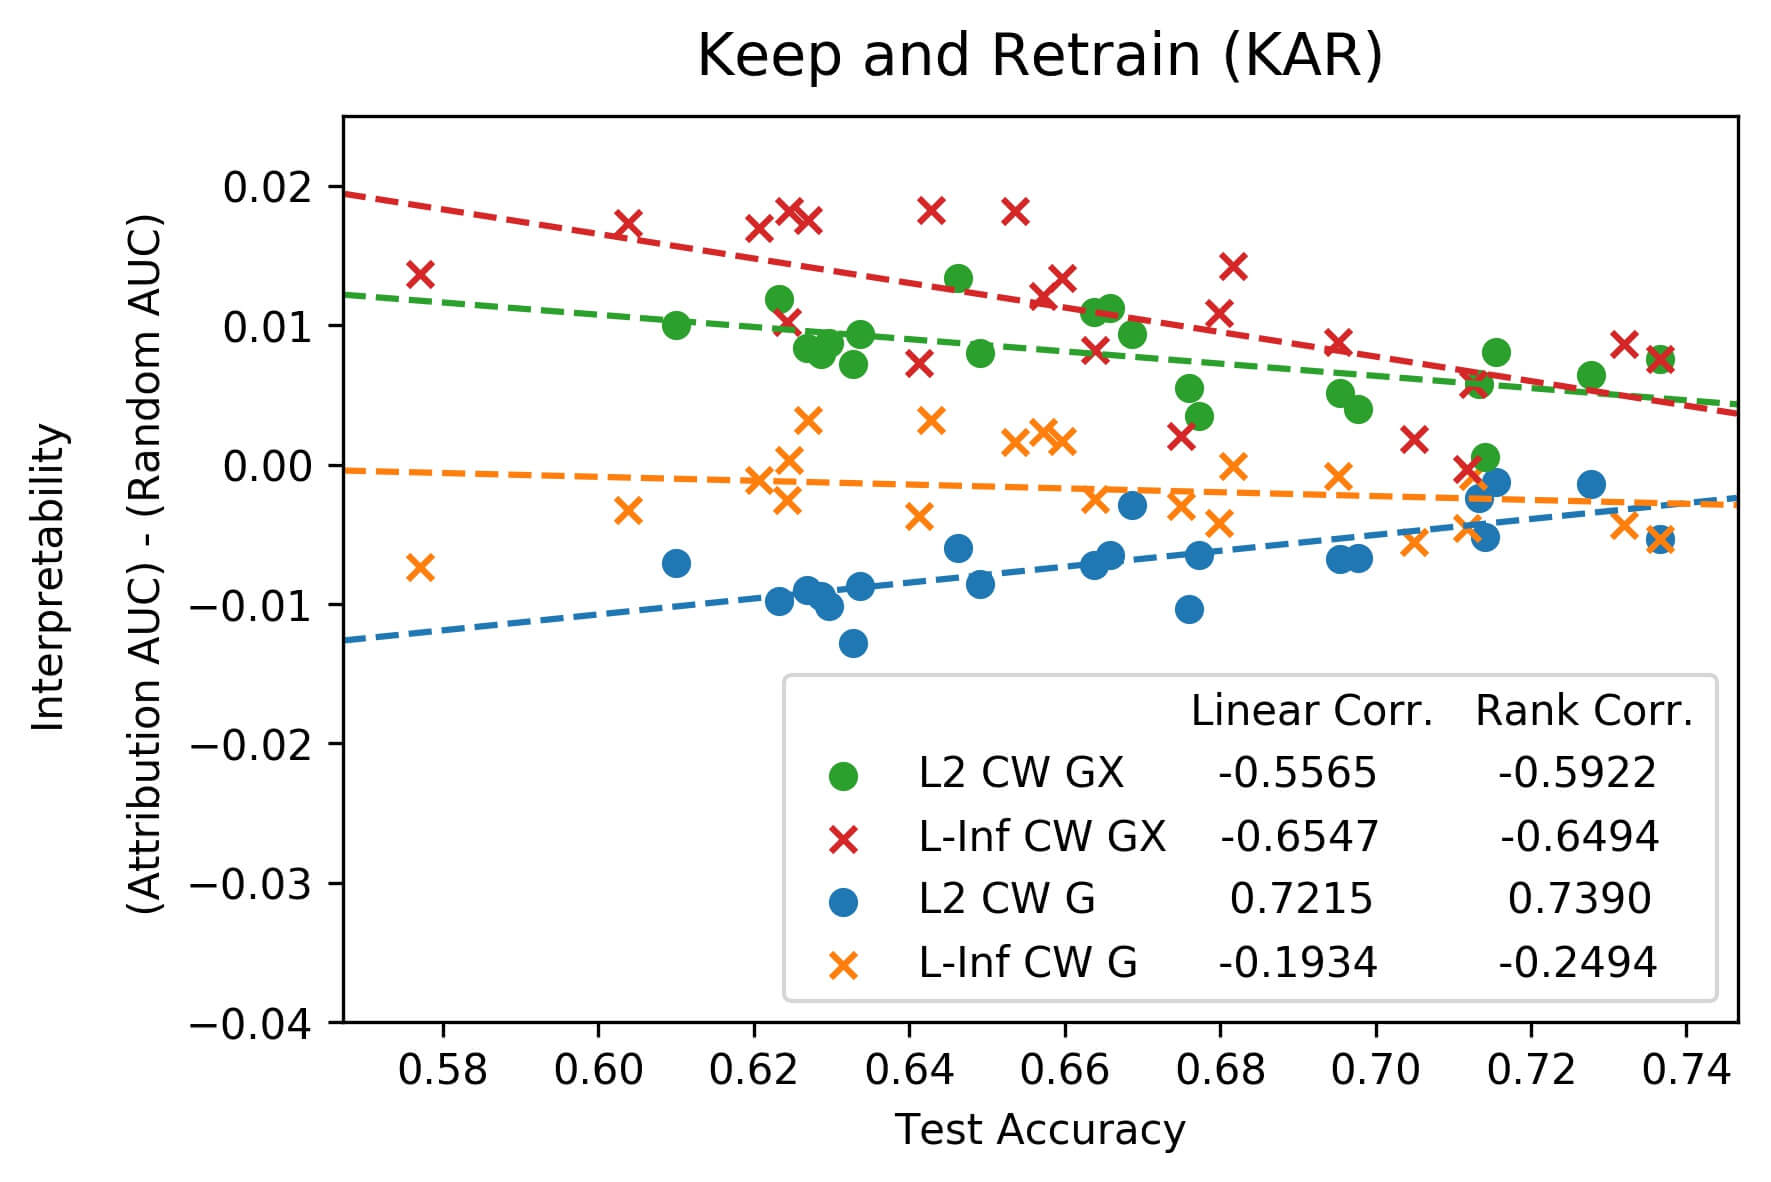 Keep and Retrain (KAR)
Interpretability
(Attribution AUC) - (Random AUC)
0.02
0.01
0.00
−0.01
−0.02
−0.03
−0.04
Linear Corr. Rank Corr.
L2 CW GX -0.5565 -0.5922
L-Inf CW GX -0.6547 -0.6494
L2 CW G 0.7215 0.7390
L-Inf CW G -0.1934 -0.2494
0.58 0.60 0.62 0.64 0.66 0.68 0.70 0.72 0.74
Test Accuracy